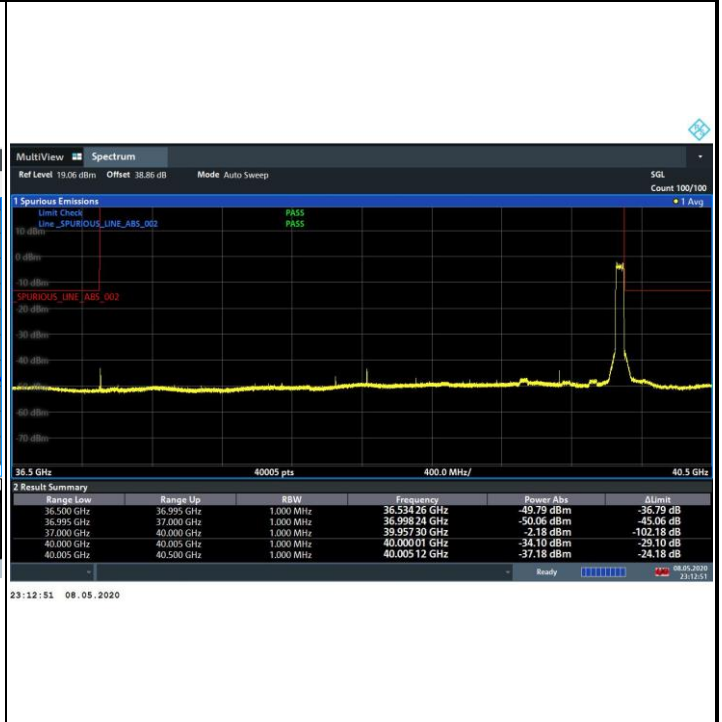 MultiView Spectrum
Ref Level 19.06 dBm Offset 38.86 dB Mode Auto Sweep SGL
Count 100/100
1 Spurious Emissions 1 Avg
Limit Check PASS
Line _SPURIOUS_LINE_ABS_002 PASS
10 dBm
0 dBm
-10 dBm
_SPURIOUS_LINE_ABS_002
-20 dBm
-30 dBm
-40 dBm
-60 dBm
-70 dBm
36.5 GHz 40005 pts 400.0 MHz/ 40.5 GHz
2 Result Summary
Range Low Range Up RBW Frequency Power Abs ΔLimit
36.500 GHz 36.995 GHz 1.000 MHz 36.534 26 GHz -49.79 dBm -36.79 dB
36.995 GHz 37.000 GHz 1.000 MHz 36.998 24 GHz -50.06 dBm -45.06 dB
37.000 GHz 40.000 GHz 1.000 MHz 39.957 30 GHz -2.18 dBm -102.18 dB
40.000 GHz 40.005 GHz 1.000 MHz 40.000 01 GHz -34.10 dBm -29.10 dB
40.005 GHz 40.500 GHz 1.000 MHz 40.005 12 GHz -37.18 dBm -24.18 dB
Ready 08.05.2020
23:12:51
23:12:51 08.05.2020